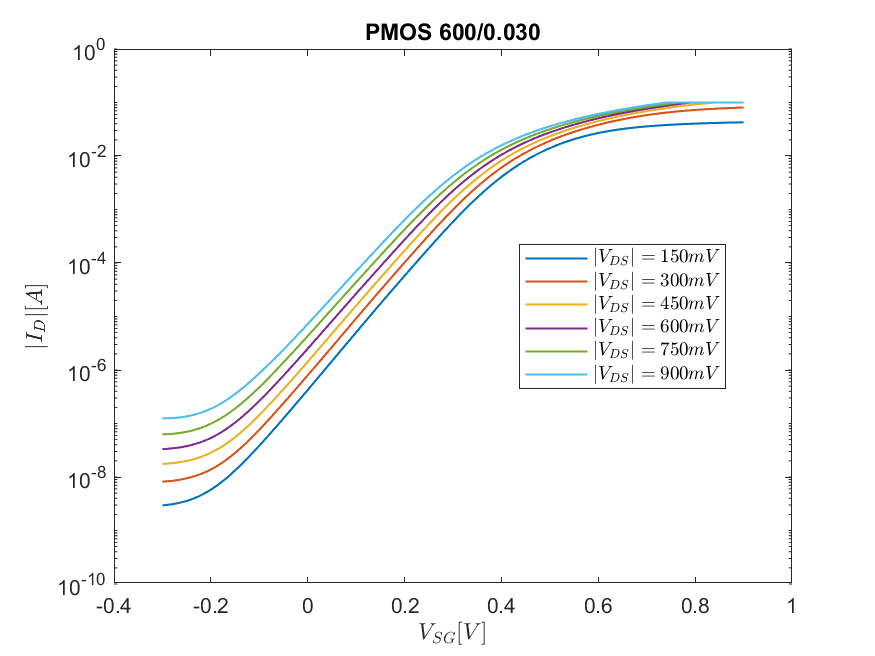 PMOS 600/0.030
10^0
10^-2
10^-4
10^-6
10^-8
10^-10
|I_D|[A]
|V_DS| = 150mV
|V_DS| = 300mV
|V_DS| = 450mV
|V_DS| = 600mV
|V_DS| = 750mV
|V_DS| = 900mV
-0.4 -0.2 0 0.2 0.4 0.6 0.8 1
V_SG[V]